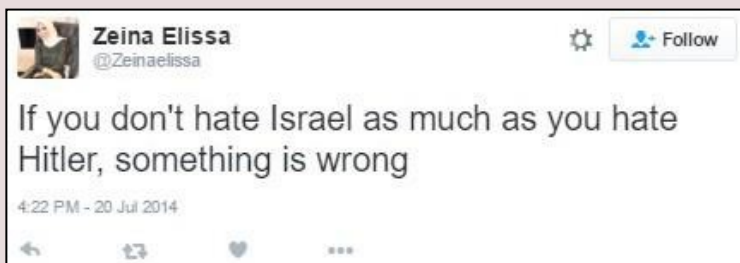 Zeina Elissa
@Zeinaelissa
Follow
If you don't hate Israel as much as you hate
Hitler, something is wrong
4:22 PM - 20 Jul 2014